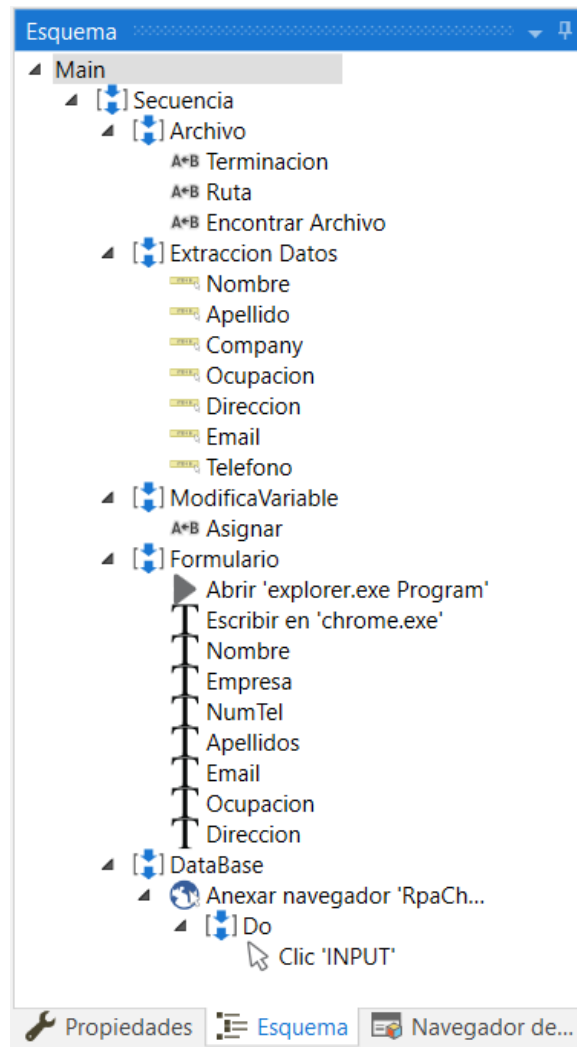 Esquema
Main
Secuencia
Archivo
A B Terminacion
A B Ruta
A B Encontrar Archivo
Extraccion Datos
Nombre
Apellido
Company
Ocupacion
Direccion
Email
Telefono
ModificaVariable
A B Asignar
Formulario
Abrir 'explorer.exe Program'
Escribir en 'chrome.exe'
Nombre
Empresa
NumTel
Apellidos
Email
Ocupacion
Direccion
DataBase
Anexar navegador 'RpaCh...
Do
Clic 'INPUT'
Propiedades Esquema Navegador de...